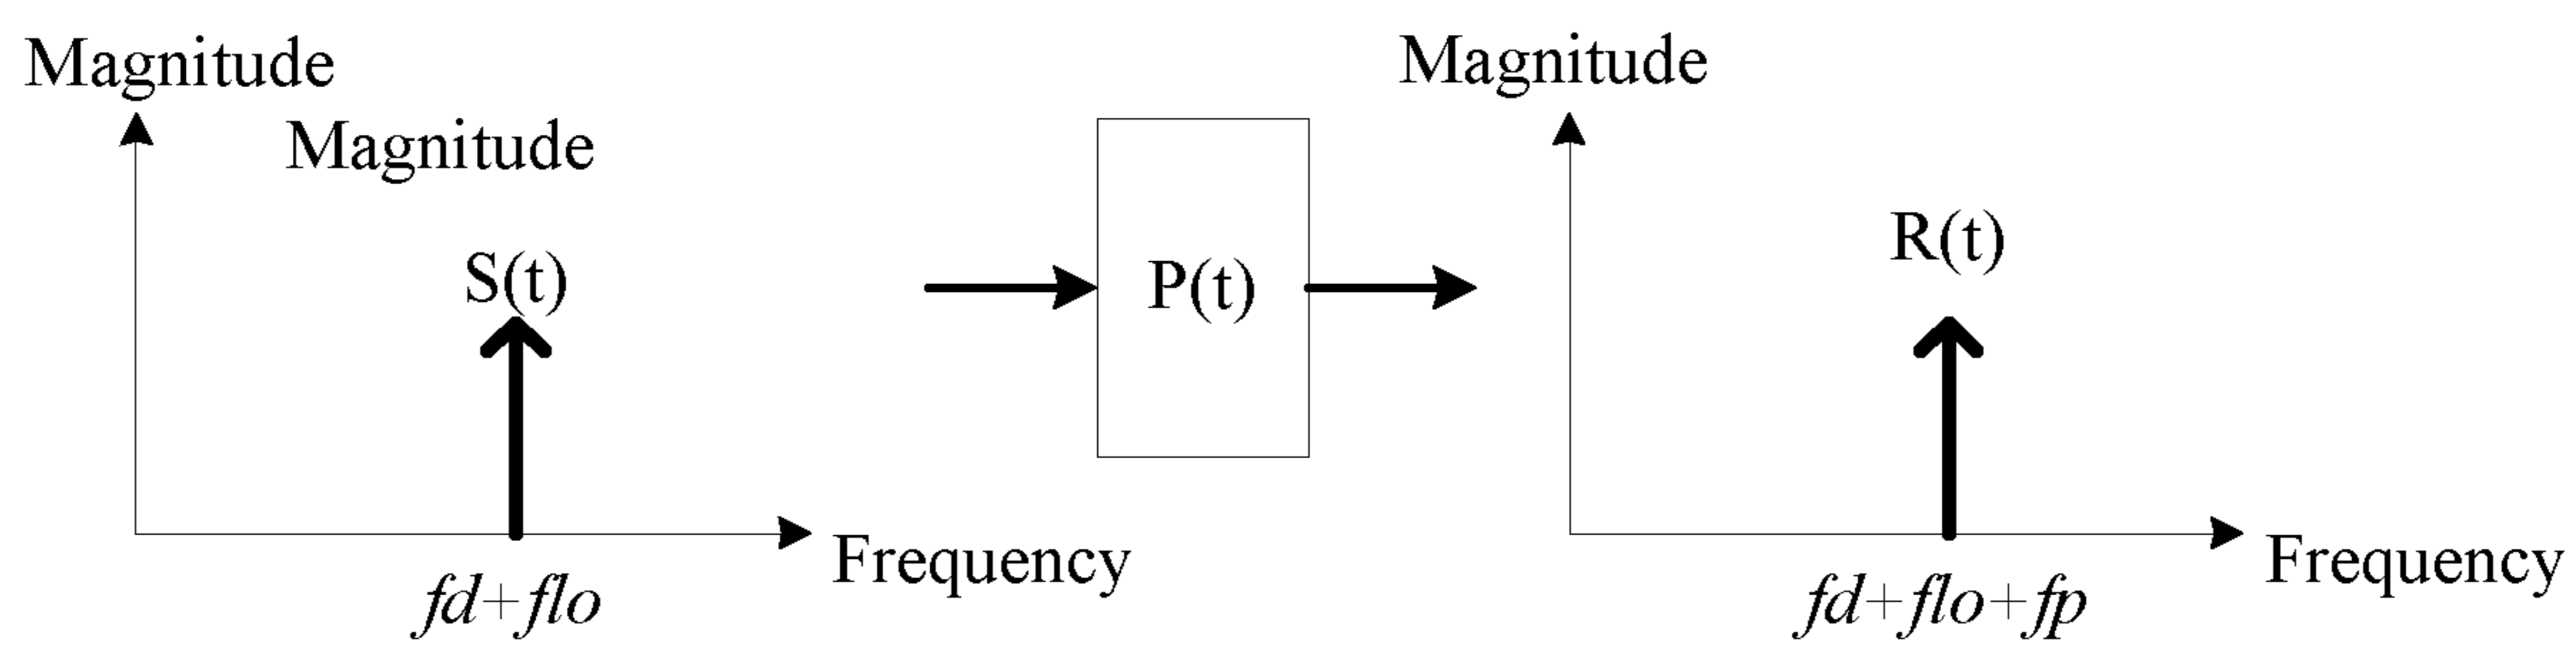 Magnitude
Magnitude
S(t)
fd+flo
Frequency
P(t)
Magnitude
R(t)
fd+flo+fp
Frequency